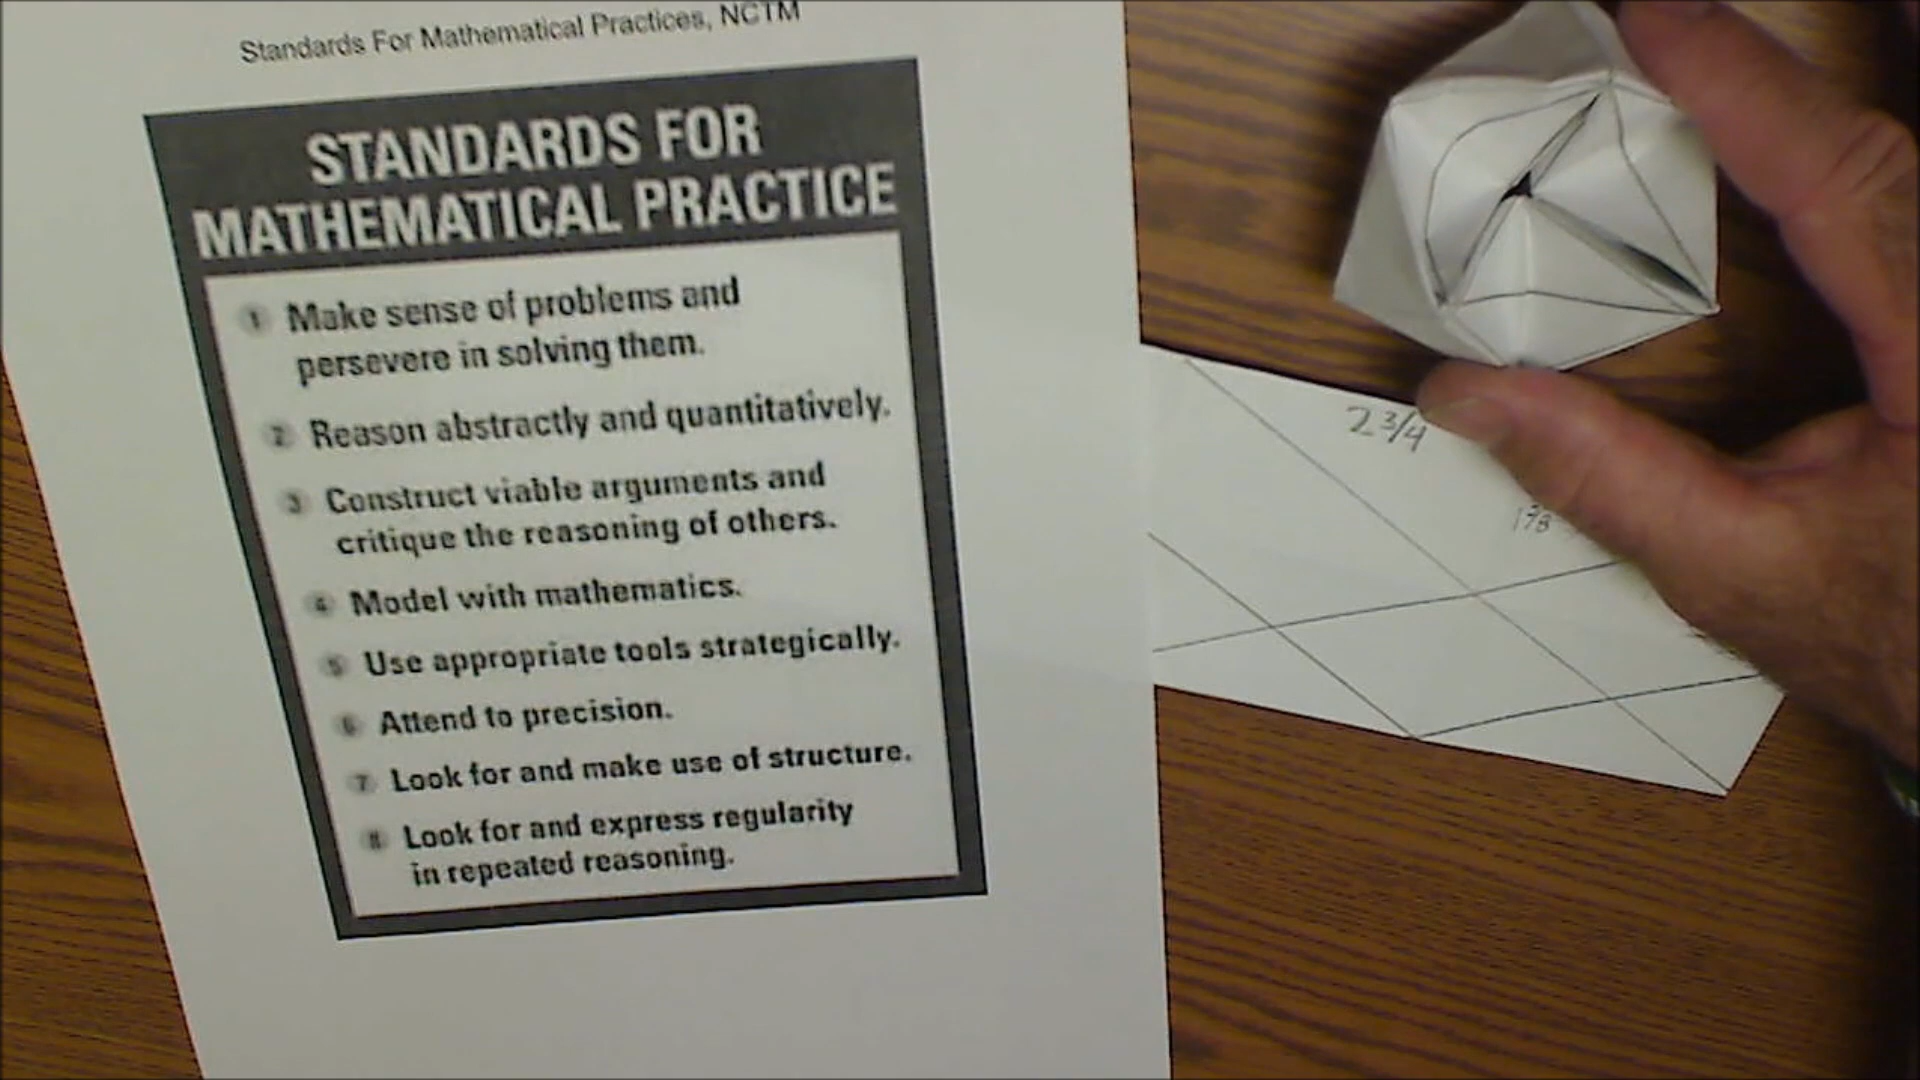 Standards For Mathematical Practices, NCTM
STANDARDS FOR
MATHEMATICAL PRACTICE
1 Make sense of problems and
persevere in solving them.
2 Reason abstractly and quantitatively.
3 Construct viable arguments and
critique the reasoning of others.
4 Model with mathematics.
5 Use appropriate tools strategically.
6 Attend to precision.
7 Look for and make use of structure.
8 Look for and express regularity
in repeated reasoning.
2 3/4